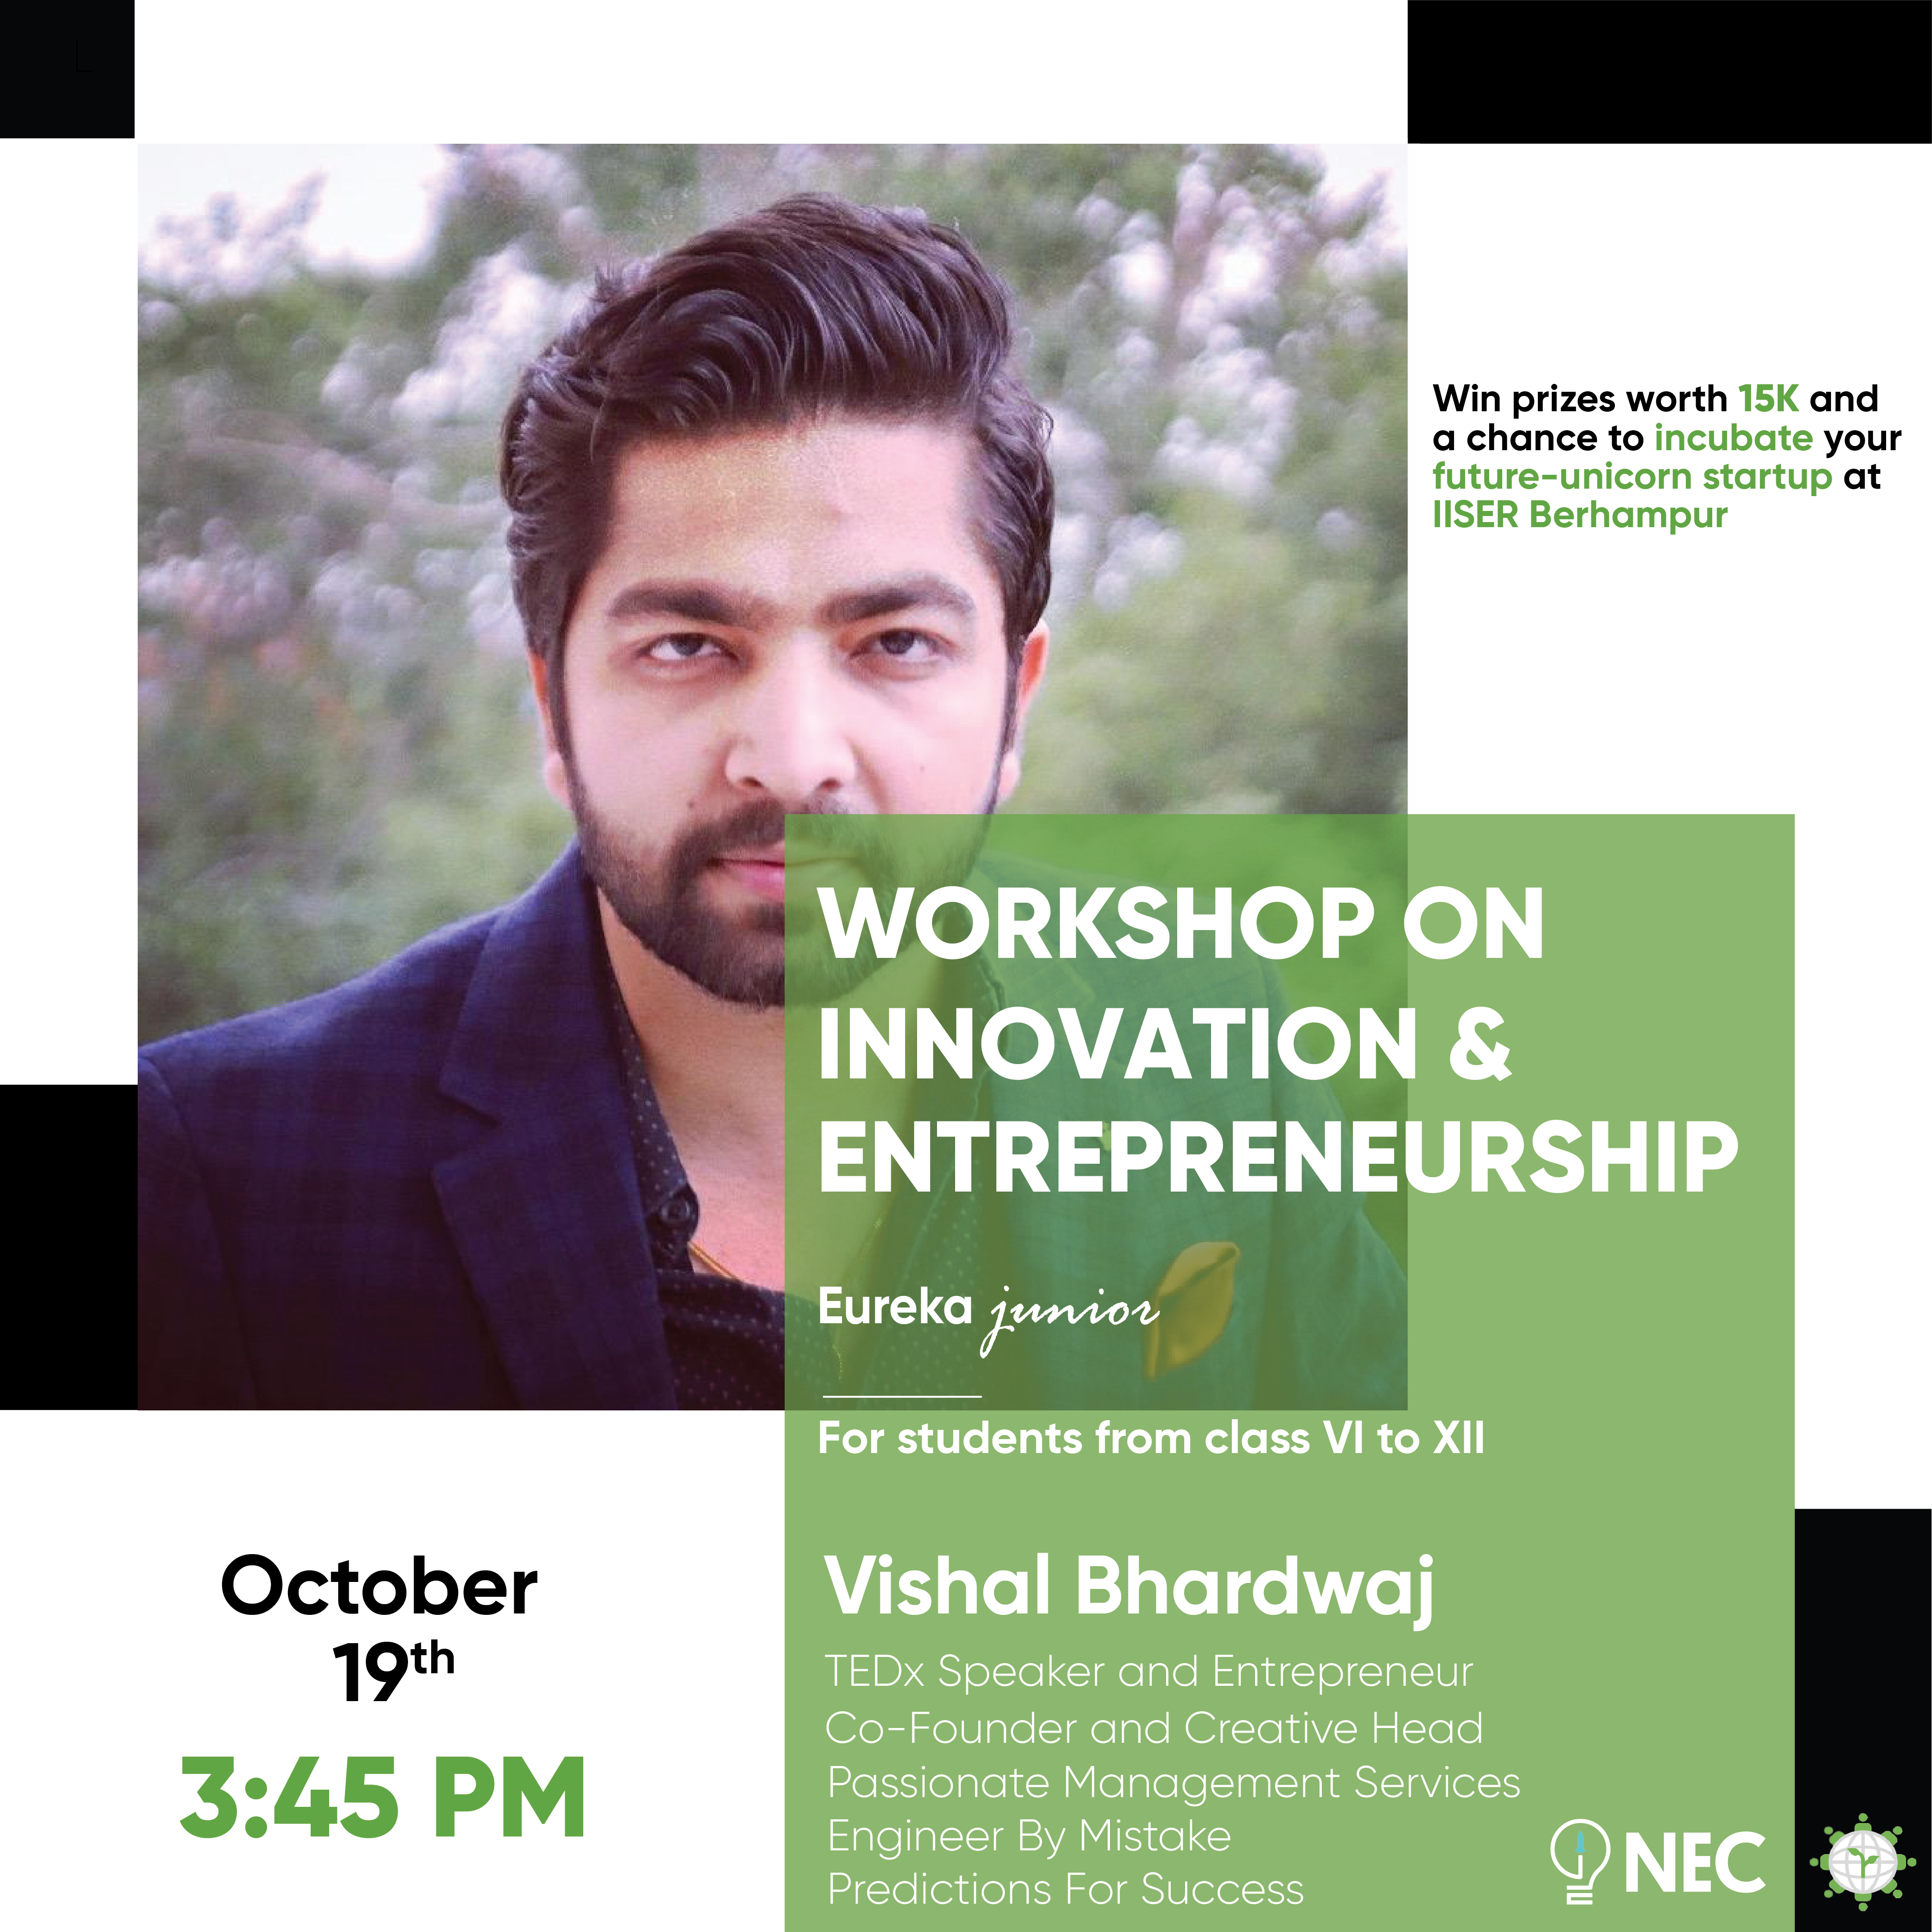 Win prizes worth 15K and
a chance to incubate your
future-unicorn startup at
IISER Berhampur
WORKSHOP ON
INNOVATION &
ENTREPRENEURSHIP
Eureka junior
For students from class VI to XII
October
19th
3:45 PM
Vishal Bhardwaj
TEDx Speaker and Entrepreneur
Co-Founder and Creative Head
Passionate Management Services
Engineer By Mistake
Predictions For Success
NEC